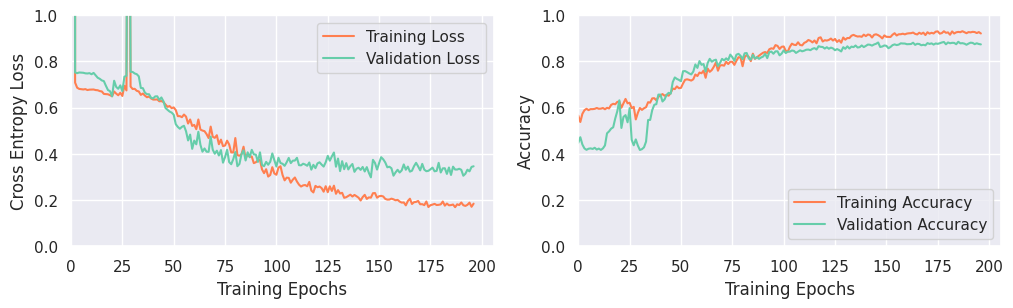 Cross Entropy Loss
1.0
0.8
0.6
0.4
0.2
0.0
Training Loss
Validation Loss
0 25 50 75 100 125 150 175 200
Training Epochs
Accuracy
1.0
0.8
0.6
0.4
0.2
0.0
Training Accuracy
Validation Accuracy
0 25 50 75 100 125 150 175 200
Training Epochs